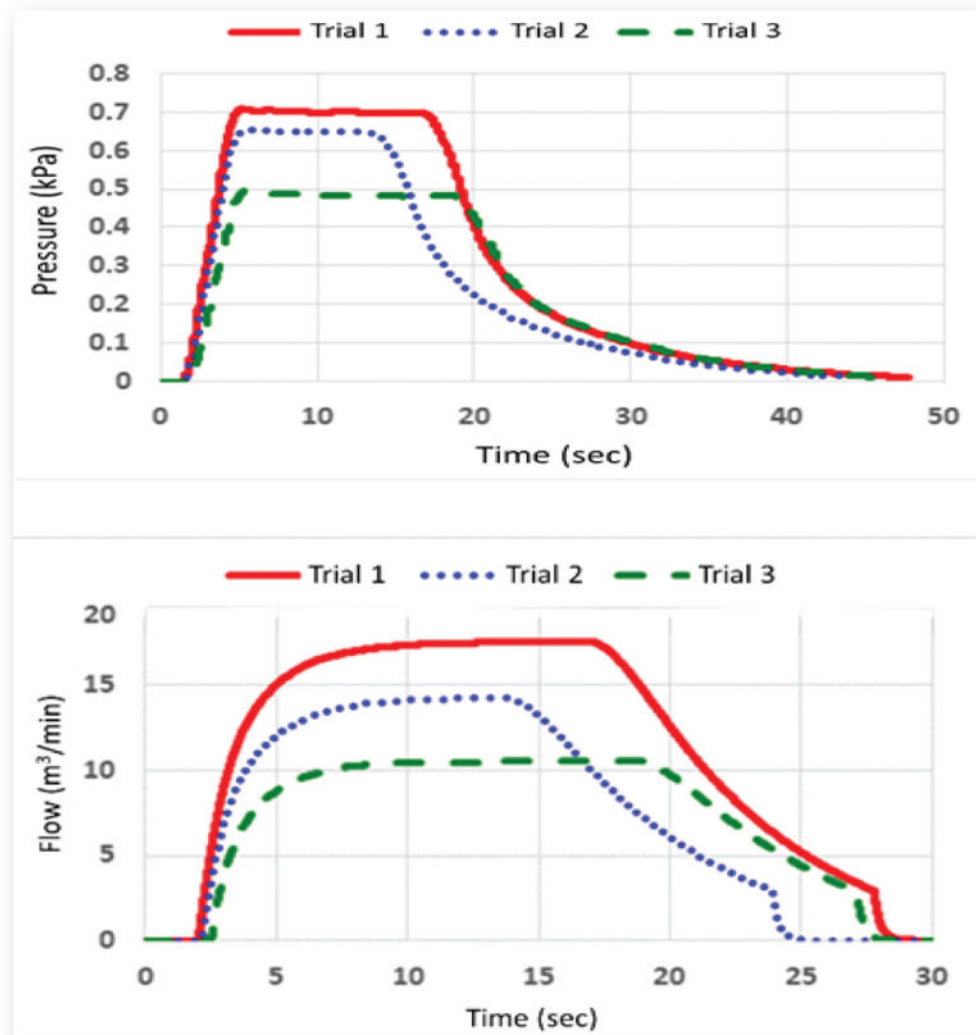 Trial 1 Trial 2 Trial 3
0.8
0.7
0.6
0.5
0.4
0.3
0.2
0.1
0
Pressure (kPa)
0 10 20 30 40 50
Time (sec)
Trial 1 Trial 2 Trial 3
20
15
10
5
0
Flow (m³/min)
0 5 10 15 20 25 30
Time (sec)